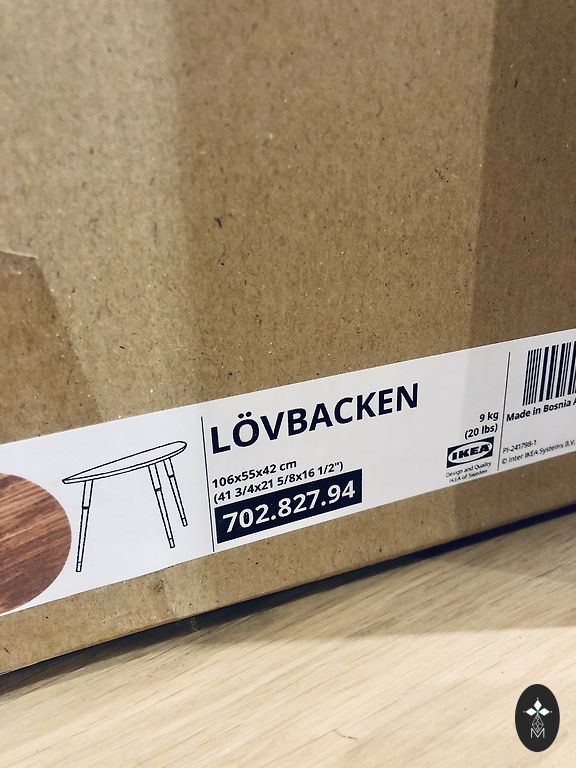 LÖVBACKEN
106x55x42 cm
(41 3/4x21 5/8x16 1/2")
702.827.94
9 kg
(20 lbs)
IKEA
Design and Quality
IKEA of Sweden
Made in Bosnia A
PI-241798-1
© Inter IKEA Systems B.V.
M